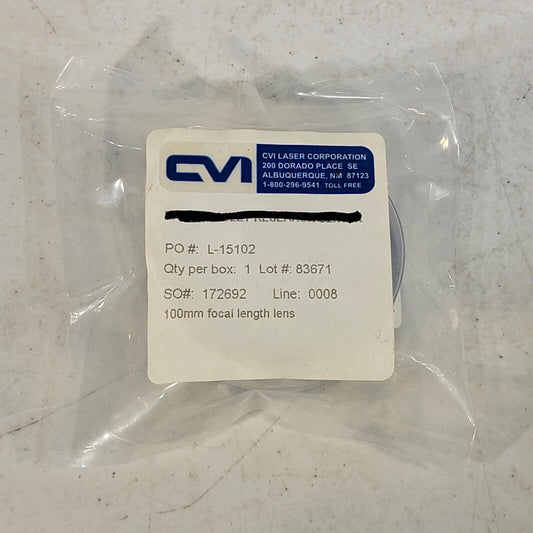 CVI
CVI LASER CORPORATION
200 DORADO PLACE SE
ALBUQUERQUE, NM 87123
1-800-296-9541 TOLL FREE
PO #: L-15102
Qty per box: 1 Lot #: 83671
SO#: 172692 Line: 0008
100mm focal length lens